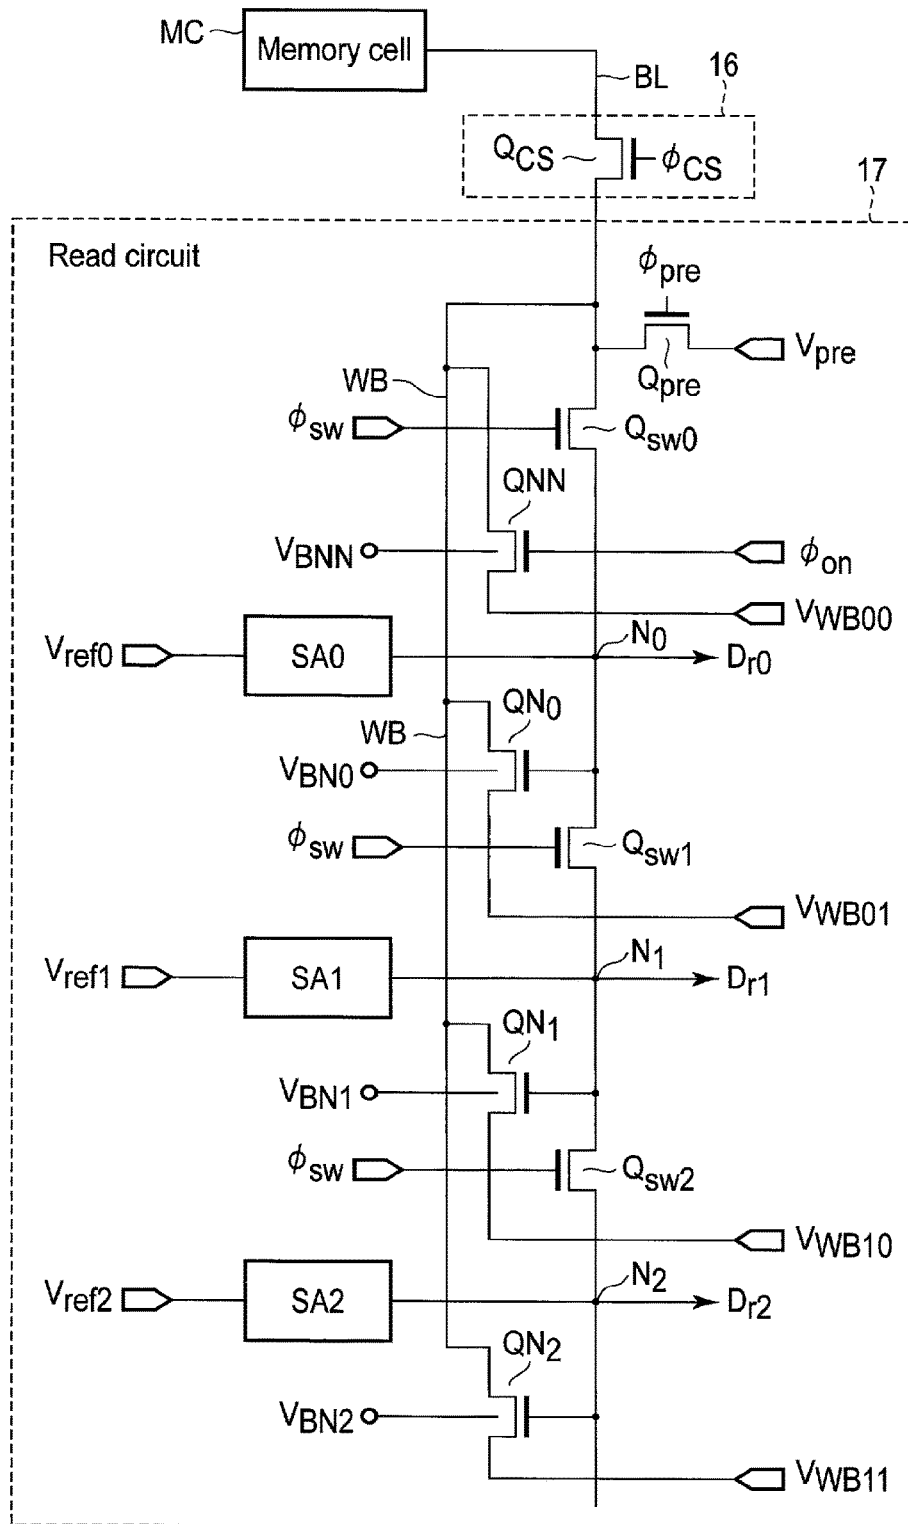 MC
Memory cell
BL
16
QCS
ϕCS
17
Read circuit
ϕpre
Vpre
Qpre
WB
ϕsw
Qsw0
QNN
VBNN
ϕon
VWB00
Vref0
SA0
N0
Dr0
QN0
WB
VBN0
ϕsw
Qsw1
VWB01
Vref1
SA1
N1
Dr1
QN1
VBN1
ϕsw
Qsw2
VWB10
Vref2
SA2
N2
Dr2
QN2
VBN2
VWB11